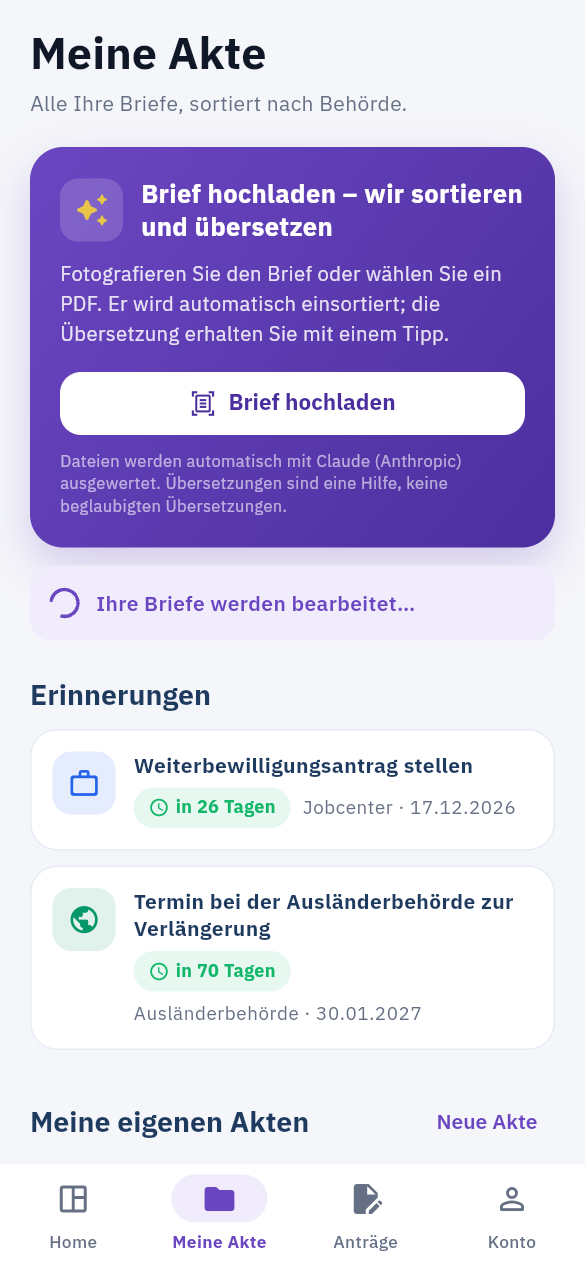 Meine Akte
Alle Ihre Briefe, sortiert nach Behörde.
Brief hochladen – wir sortieren
und übersetzen
Fotografieren Sie den Brief oder wählen Sie ein
PDF. Er wird automatisch einsortiert; die
Übersetzung erhalten Sie mit einem Tipp.
Brief hochladen
Dateien werden automatisch mit Claude (Anthropic)
ausgewertet. Übersetzungen sind eine Hilfe, keine
beglaubigten Übersetzungen.
Ihre Briefe werden bearbeitet…
Erinnerungen
Weiterbewilligungsantrag stellen
in 26 Tagen Jobcenter · 17.12.2026
Termin bei der Ausländerbehörde zur
Verlängerung
in 70 Tagen
Ausländerbehörde · 30.01.2027
Meine eigenen Akten Neue Akte
Home Meine Akte Anträge Konto